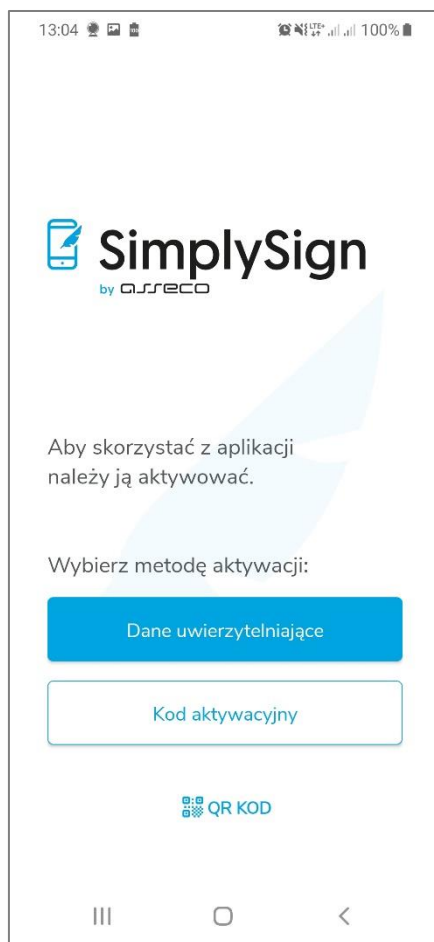 13:04 LTE+ 100%
SimplySign
by asseco
Aby skorzystać z aplikacji
należy ją aktywować.
Wybierz metodę aktywacji:
Dane uwierzytelniające
Kod aktywacyjny
QR KOD